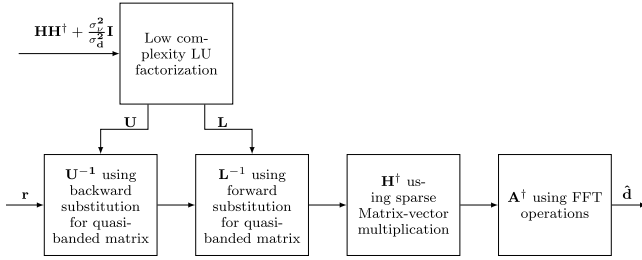 HH† + σ²_ν/σ²_d I
Low com-
plexity LU
factorization
U
L
r
U⁻¹ using
backward
substitution
for quasi-
banded matrix
L⁻¹ using
forward
substitution
for quasi-
banded matrix
H† us-
ing sparse
Matrix-vector
multiplication
A† using FFT
operations
d̂